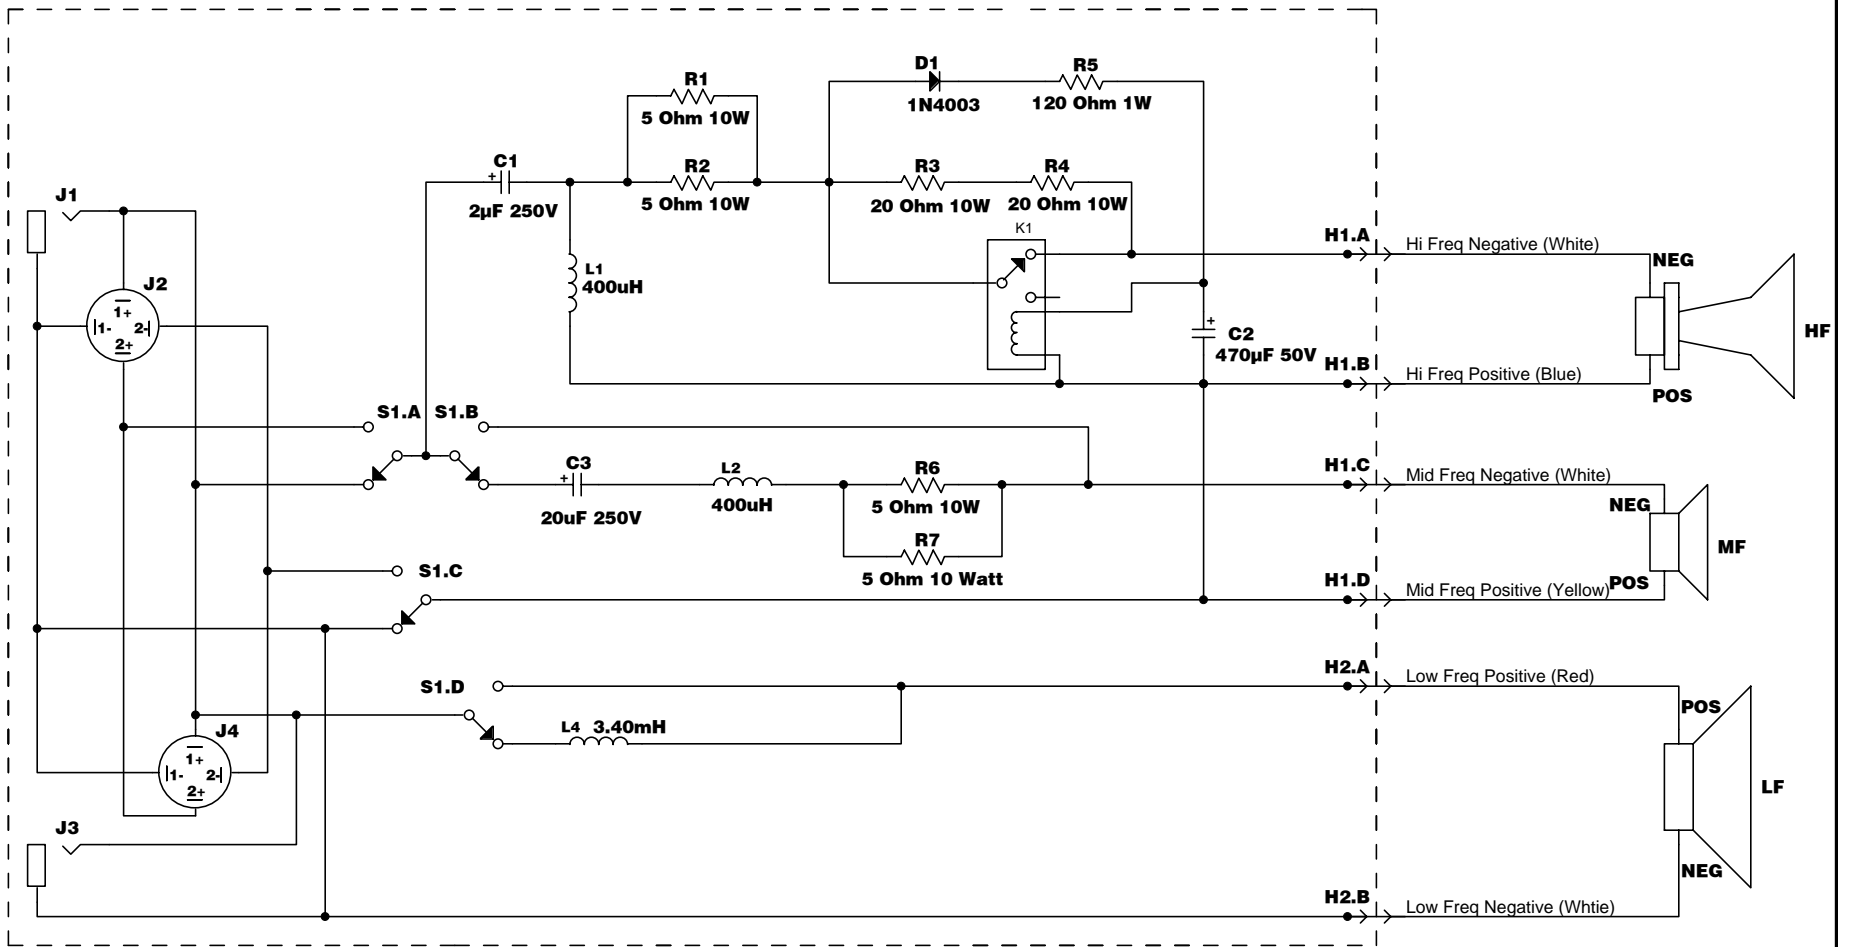 D1
1N4003
R5
120 Ohm 1W
R1
5 Ohm 10W
C1
+
2µF 250V
R2
5 Ohm 10W
R3
20 Ohm 10W
R4
20 Ohm 10W
K1
J1
L1
400uH
H1.A
Hi Freq Negative (White)
NEG
J2
1+
1-
2-
2+
+
C2
470µF 50V
HF
H1.B
Hi Freq Positive (Blue)
POS
S1.A
S1.B
C3
+
20uF 250V
L2
400uH
R6
5 Ohm 10W
R7
5 Ohm 10 Watt
H1.C
Mid Freq Negative (White)
NEG
MF
S1.C
H1.D
Mid Freq Positive (Yellow)
POS
S1.D
L4 3.40mH
H2.A
Low Freq Positive (Red)
POS
J4
1+
1-
2-
2+
LF
J3
NEG
H2.B
Low Freq Negative (Whtie)